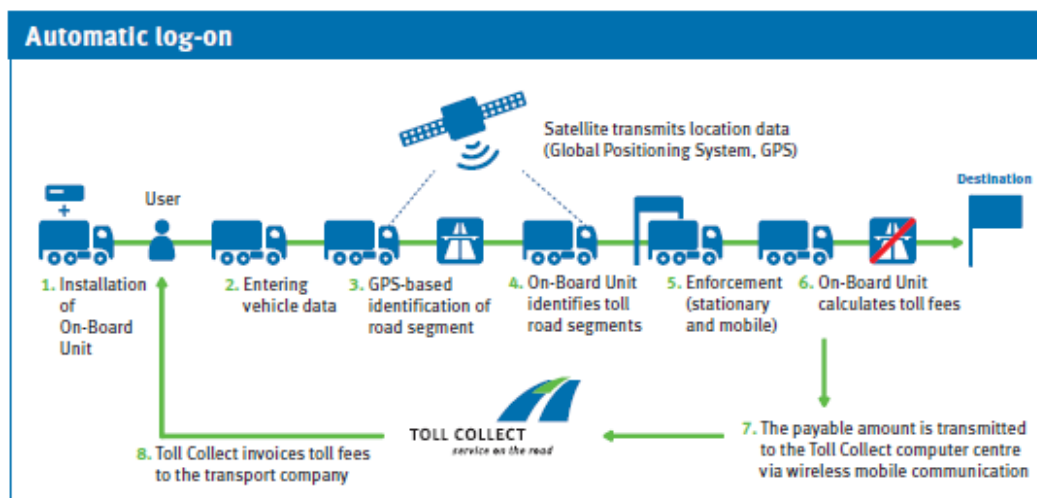 Automatic log-on
Satellite transmits location data
(Global Positioning System, GPS)
Destination
User
1. Installation
of
On-Board
Unit
2. Entering
vehicle data
3. GPS-based
identification of
road segment
4. On-Board Unit
identifies toll
road segments
5. Enforcement
(stationary
and mobile)
6. On-Board Unit
calculates toll fees
7. The payable amount is transmitted
to the Toll Collect computer centre
via wireless mobile communication
TOLL COLLECT
service on the road
8. Toll Collect invoices toll fees
to the transport company